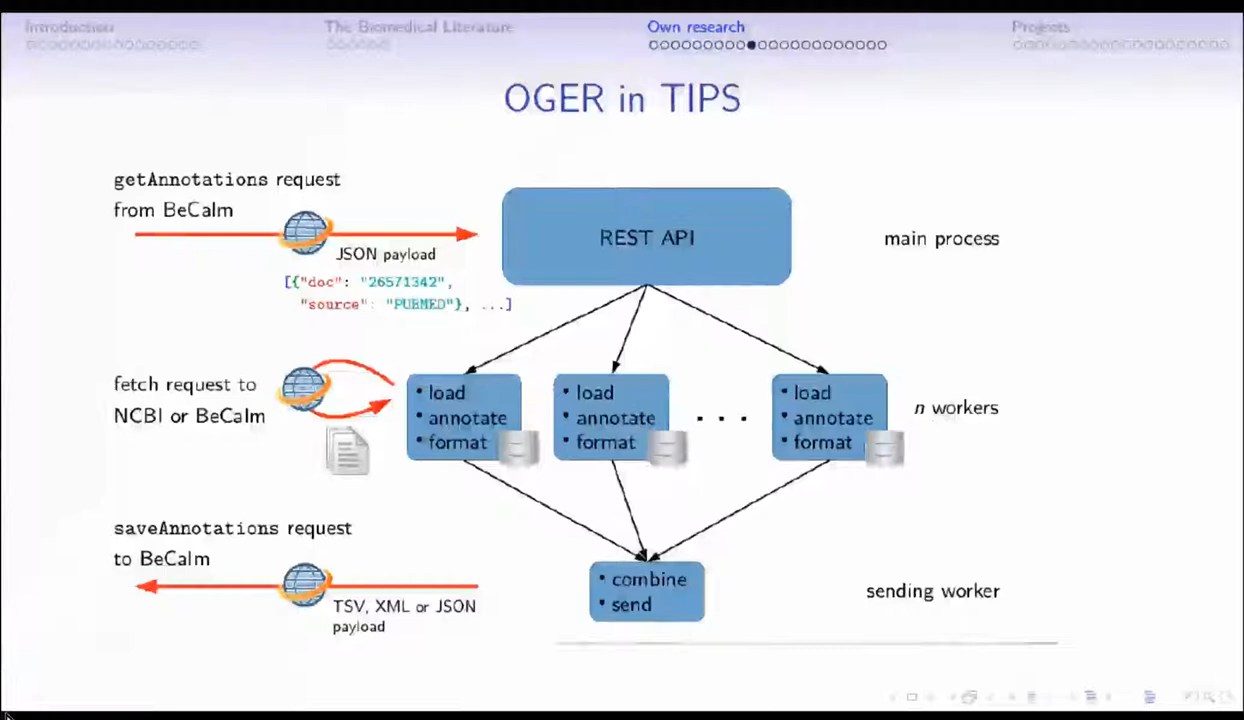 Introduction
The Biomedical Literature
Own research
Projects
OGER in TIPS
getAnnotations request
from BeCalm
JSON payload
[{"doc": "26571342",
"source": "PUBMED"}, ...]
REST API
main process
fetch request to
NCBI or BeCalm
• load
• annotate
• format
• load
• annotate
• format
. . .
• load
• annotate
• format
n workers
saveAnnotations request
to BeCalm
TSV, XML or JSON
payload
• combine
• send
sending worker